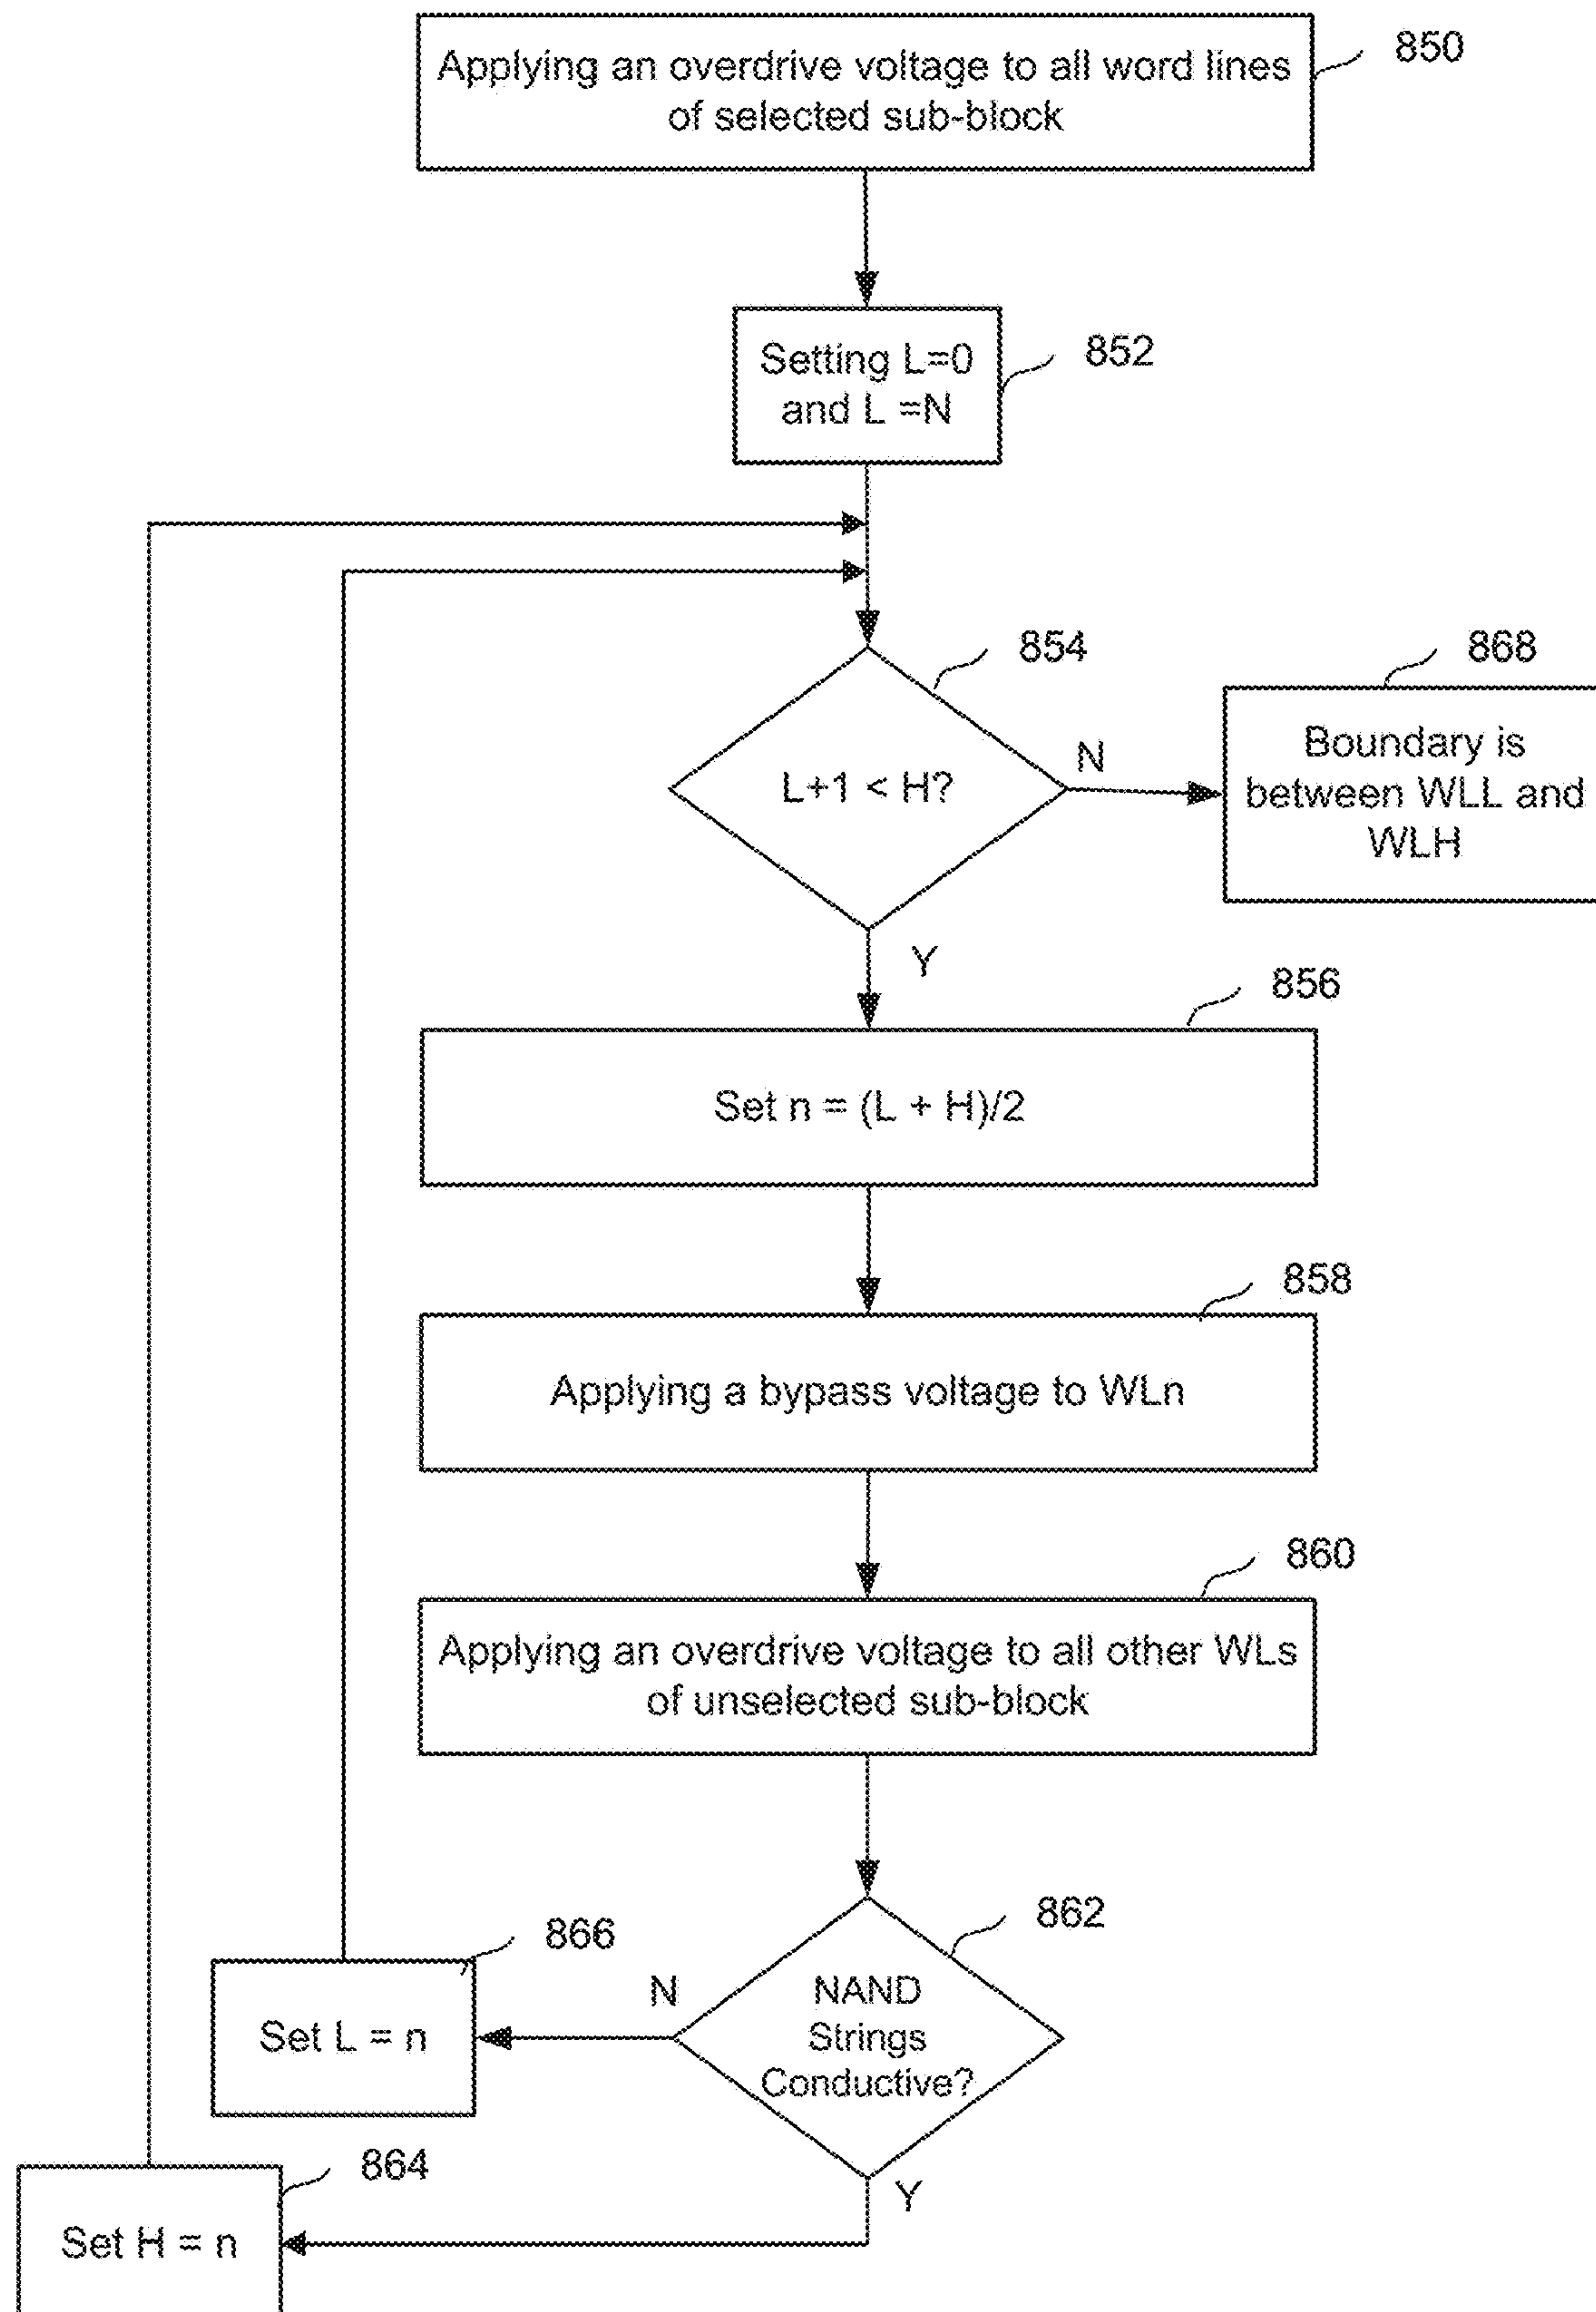 Applying an overdrive voltage to all word lines
of selected sub-block
850
Setting L=0
and L =N
852
854
L+1 < H?
N
Y
868
Boundary is
between WLL and
WLH
856
Set n = (L + H)/2
858
Applying a bypass voltage to WLn
860
Applying an overdrive voltage to all other WLs
of unselected sub-block
862
NAND
Strings
Conductive?
N
Y
866
Set L = n
864
Set H = n